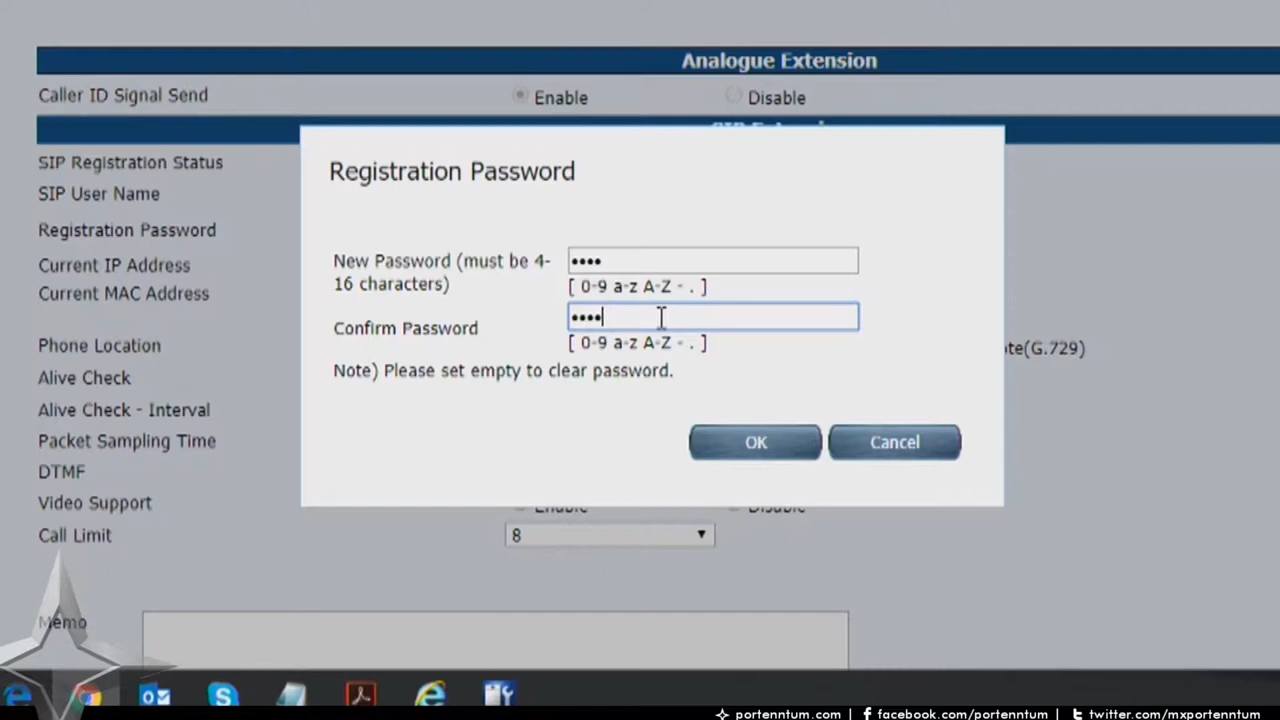 Analogue Extension
Caller ID Signal Send
Enable
Disable
SIP Registration Status
SIP User Name
Registration Password
Current IP Address
Current MAC Address
Phone Location
Alive Check
Alive Check - Interval
Packet Sampling Time
DTMF
Video Support
Call Limit
8
Memo
Registration Password
New Password (must be 4-
16 characters)
••••
[ 0-9 a-z A-Z - . ]
Confirm Password
••••
[ 0-9 a-z A-Z - . ]
Note) Please set empty to clear password.
OK
Cancel
(G.729)
portenntum.com | facebook.com/portenntum | twitter.com/mxportenntum